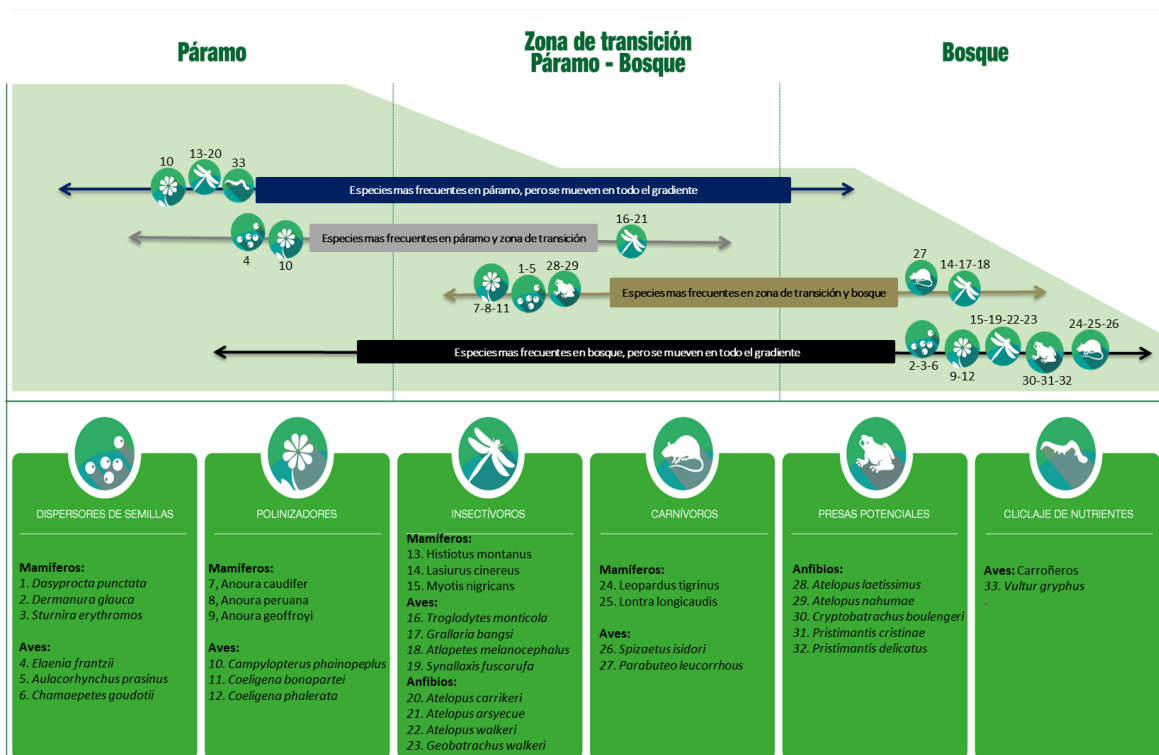 Páramo
Zona de transición
Páramo - Bosque
Bosque
10
13-20
33
Especies mas frecuentes en páramo, pero se mueven en todo el gradiente
4
10
Especies mas frecuentes en páramo y zona de transición
16-21
7-8-11
1-5
28-29
Especies mas frecuentes en zona de transición y bosque
27
14-17-18
Especies mas frecuentes en bosque, pero se mueven en todo el gradiente
2-3-6
9-12
15-19-22-23
30-31-32
24-25-26
DISPERSORES DE SEMILLAS
Mamíferos:
1. Dasyprocta punctata
2. Dermanura glauca
3. Sturnira erythromos
Aves:
4. Elaenia frantzii
5. Aulacorhynchus prasinus
6. Chamaepetes goudotii
POLINIZADORES
Mamíferos:
7, Anoura caudifer
8, Anoura peruana
9, Anoura geoffroyi
Aves:
10. Campylopterus phainopeplus
11. Coeligena bonapartei
12. Coeligena phalerata
INSECTÍVOROS
Mamíferos:
13. Histiotus montanus
14. Lasiurus cinereus
15. Myotis nigricans
Aves:
16. Troglodytes monticola
17. Grallaria bangsi
18. Atlapetes melanocephalus
19. Synallaxis fuscorufa
Anfibios:
20. Atelopus carrikeri
21. Atelopus arsyecue
22. Atelopus walkeri
23. Geobatrachus walkeri
CARNÍVOROS
Mamíferos:
24. Leopardus tigrinus
25. Lontra longicaudis
Aves:
26. Spizaetus isidori
27. Parabuteo leucorrhous
PRESAS POTENCIALES
Anfibios:
28. Atelopus laetissimus
29. Atelopus nahumae
30. Cryptobatrachus boulengeri
31. Pristimantis cristinae
32. Pristimantis delicatus
CLICLAJE DE NUTRIENTES
Aves: Carroñeros
33. Vultur gryphus
.